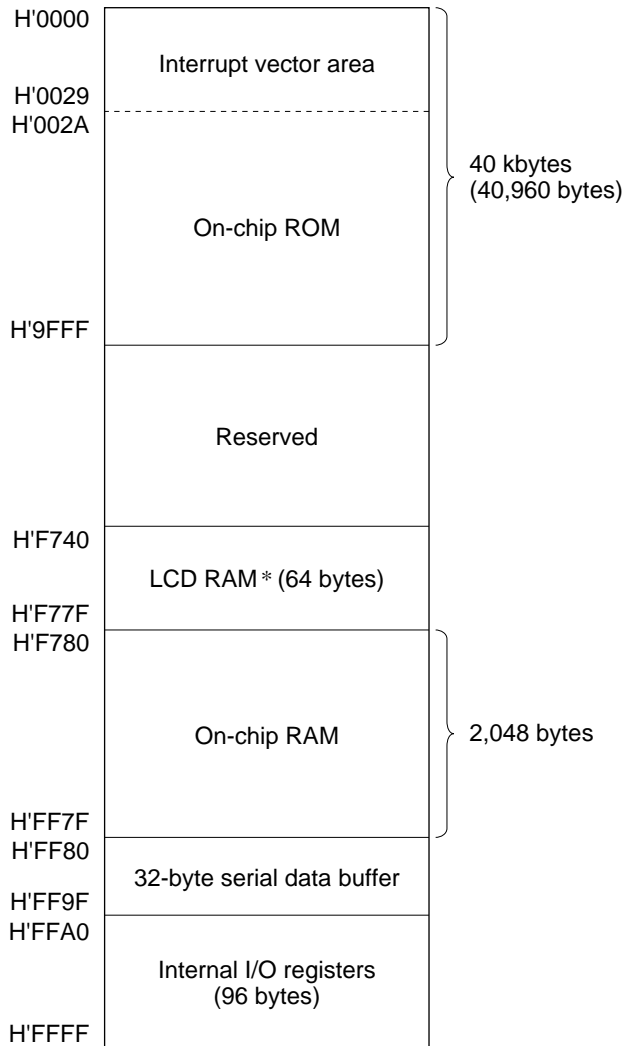 H'0000
Interrupt vector area
H'0029
H'002A
40 kbytes
(40,960 bytes)
On-chip ROM
H'9FFF
Reserved
H'F740
LCD RAM* (64 bytes)
H'F77F
H'F780
On-chip RAM
2,048 bytes
H'FF7F
H'FF80
32-byte serial data buffer
H'FF9F
H'FFA0
Internal I/O registers
(96 bytes)
H'FFFF